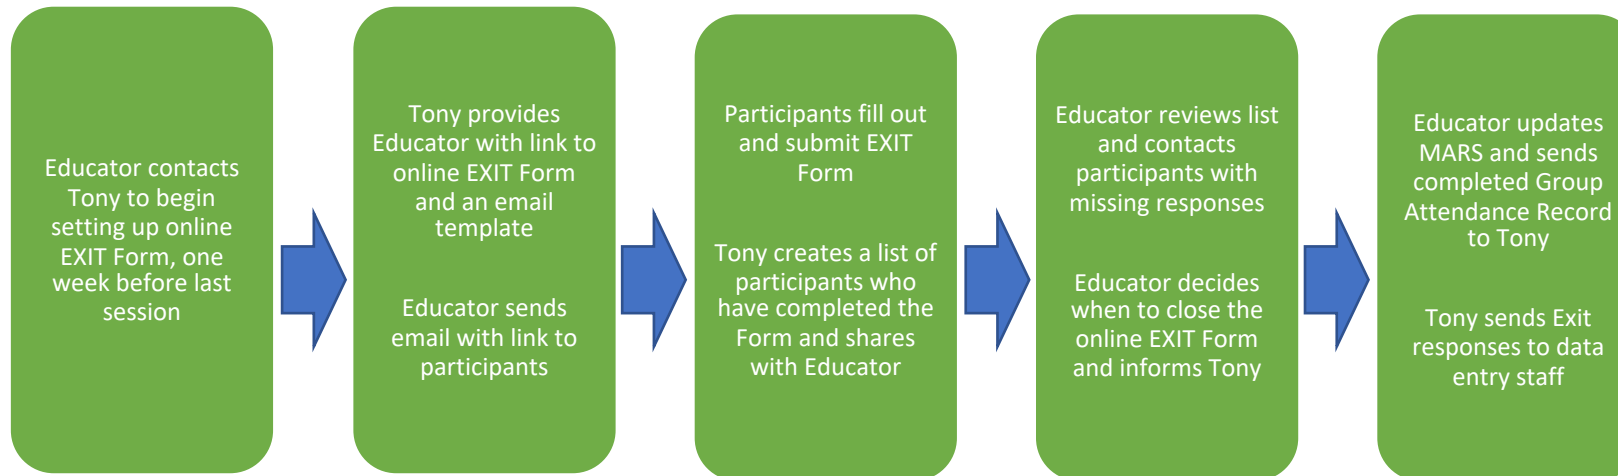 Educator contacts
Tony to begin
setting up online
EXIT Form, one
week before last
session
Tony provides
Educator with link to
online EXIT Form
and an email
template
Educator sends
email with link to
participants
Participants fill out
and submit EXIT
Form
Tony creates a list of
participants who
have completed the
Form and shares
with Educator
Educator reviews list
and contacts
participants with
missing responses
Educator decides
when to close the
online EXIT Form
and informs Tony
Educator updates
MARS and sends
completed Group
Attendance Record
to Tony
Tony sends Exit
responses to data
entry staff